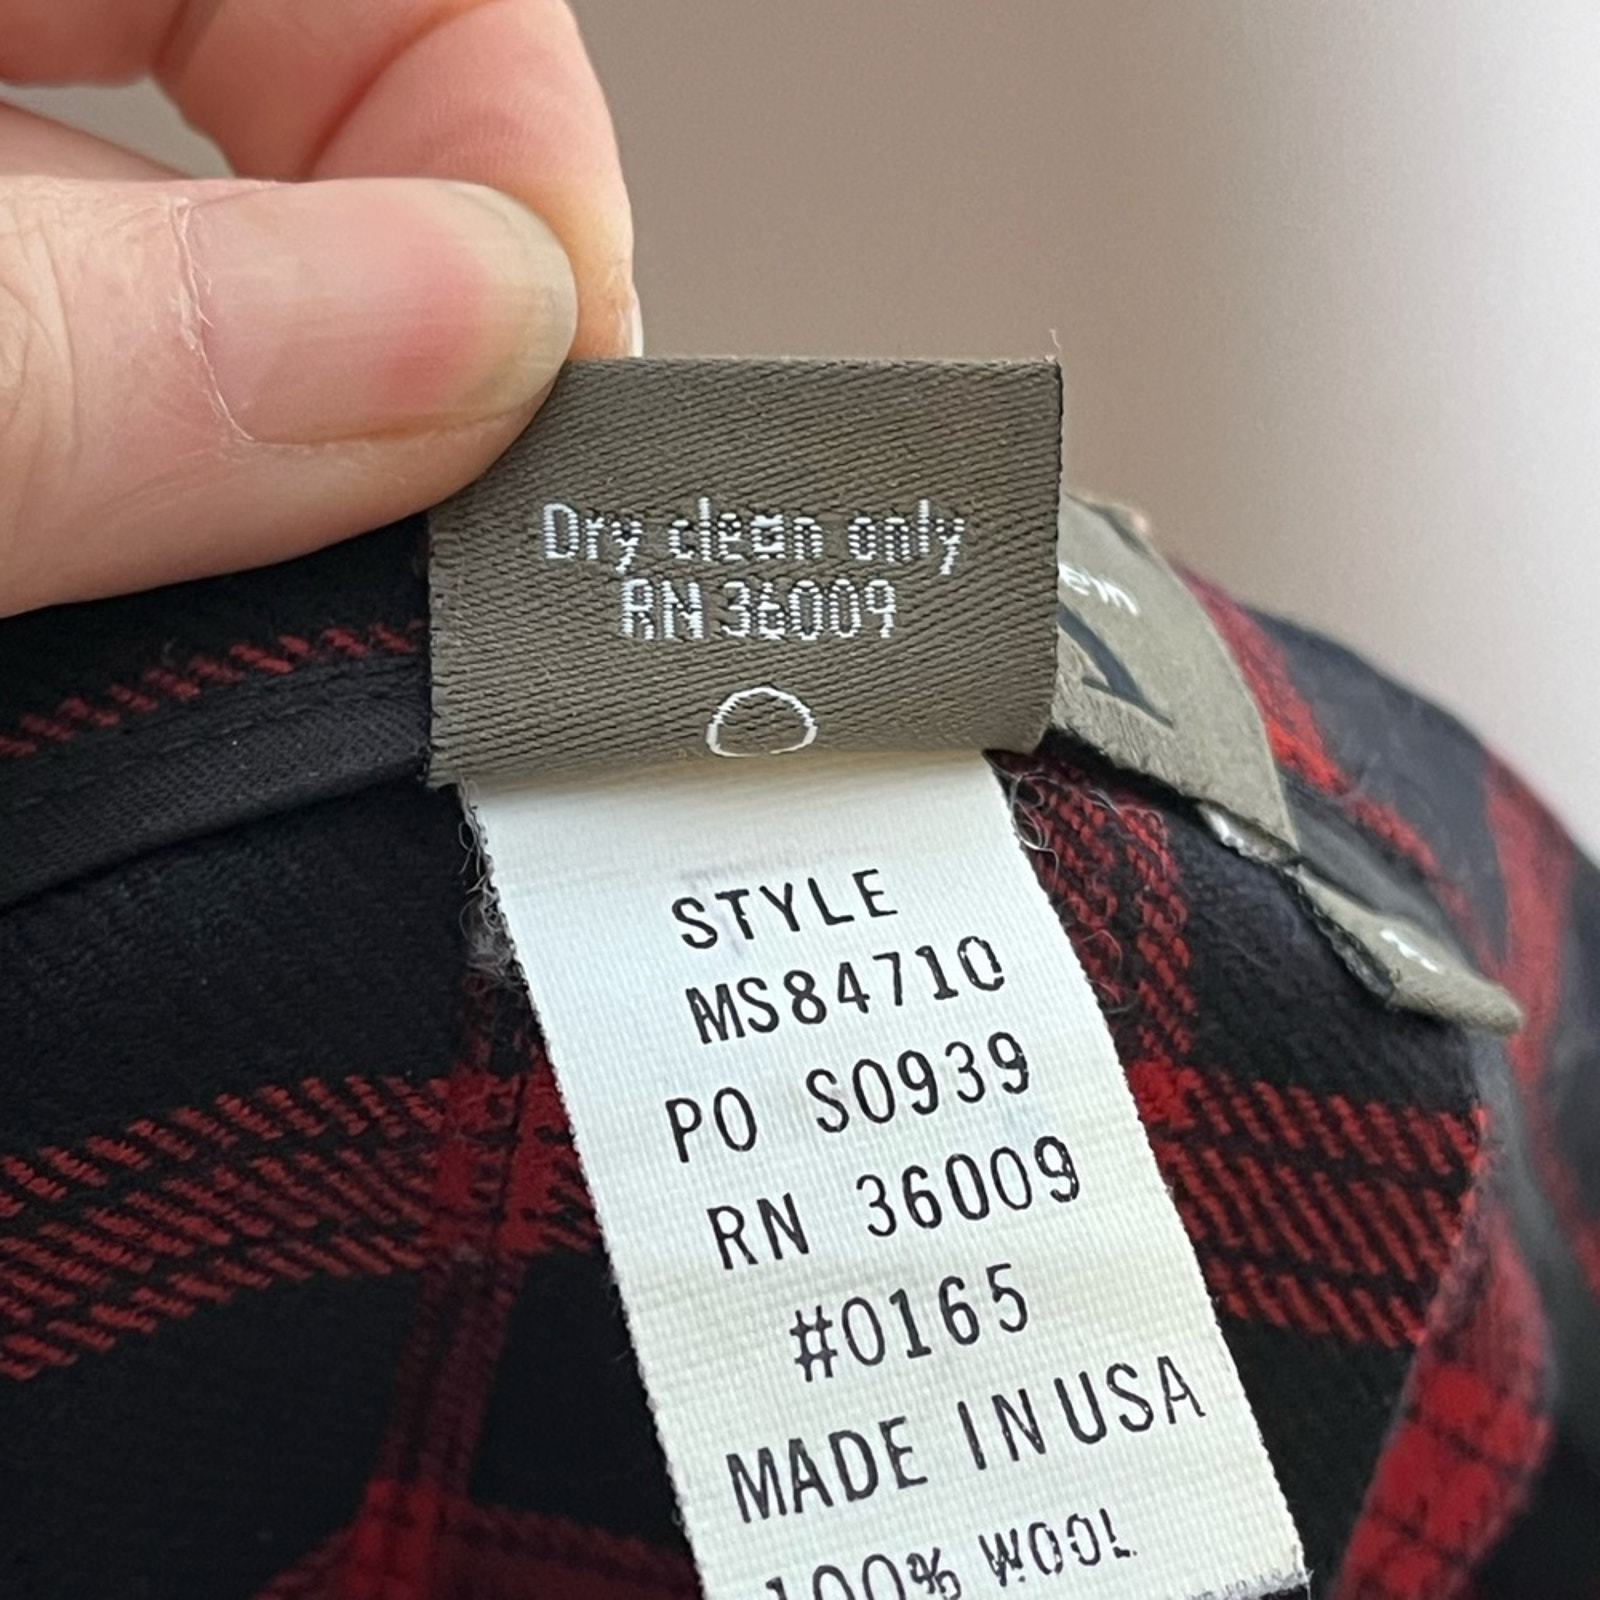 Dry clean only
RN 36009
STYLE
MS84710
PO S0939
RN 36009
#0165
MADE IN USA
100% WOOL